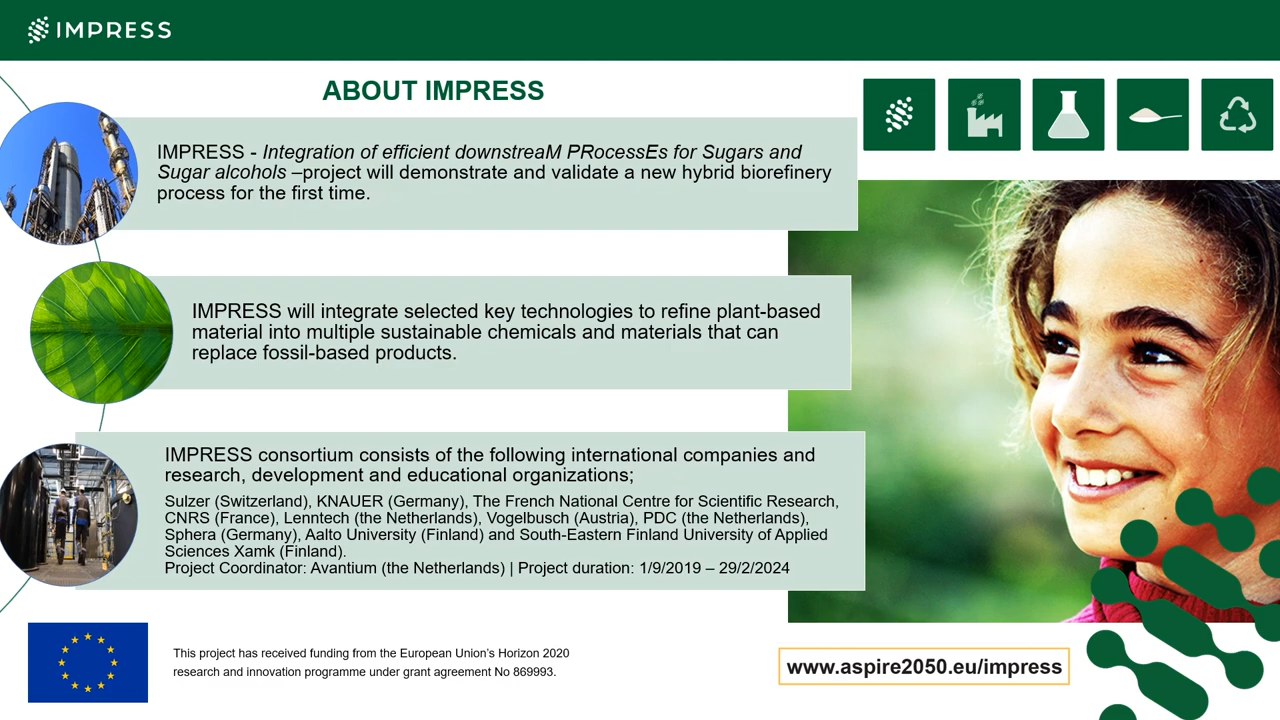 IMPRESS
ABOUT IMPRESS
IMPRESS - Integration of efficient downstreaM PRocessEs for Sugars and
Sugar alcohols –project will demonstrate and validate a new hybrid biorefinery
process for the first time.
IMPRESS will integrate selected key technologies to refine plant-based
material into multiple sustainable chemicals and materials that can
replace fossil-based products.
IMPRESS consortium consists of the following international companies and
research, development and educational organizations;
Sulzer (Switzerland), KNAUER (Germany), The French National Centre for Scientific Research,
CNRS (France), Lenntech (the Netherlands), Vogelbusch (Austria), PDC (the Netherlands),
Sphera (Germany), Aalto University (Finland) and South-Eastern Finland University of Applied
Sciences Xamk (Finland).
Project Coordinator: Avantium (the Netherlands) | Project duration: 1/9/2019 – 29/2/2024
This project has received funding from the European Union’s Horizon 2020
research and innovation programme under grant agreement No 869993.
www.aspire2050.eu/impress